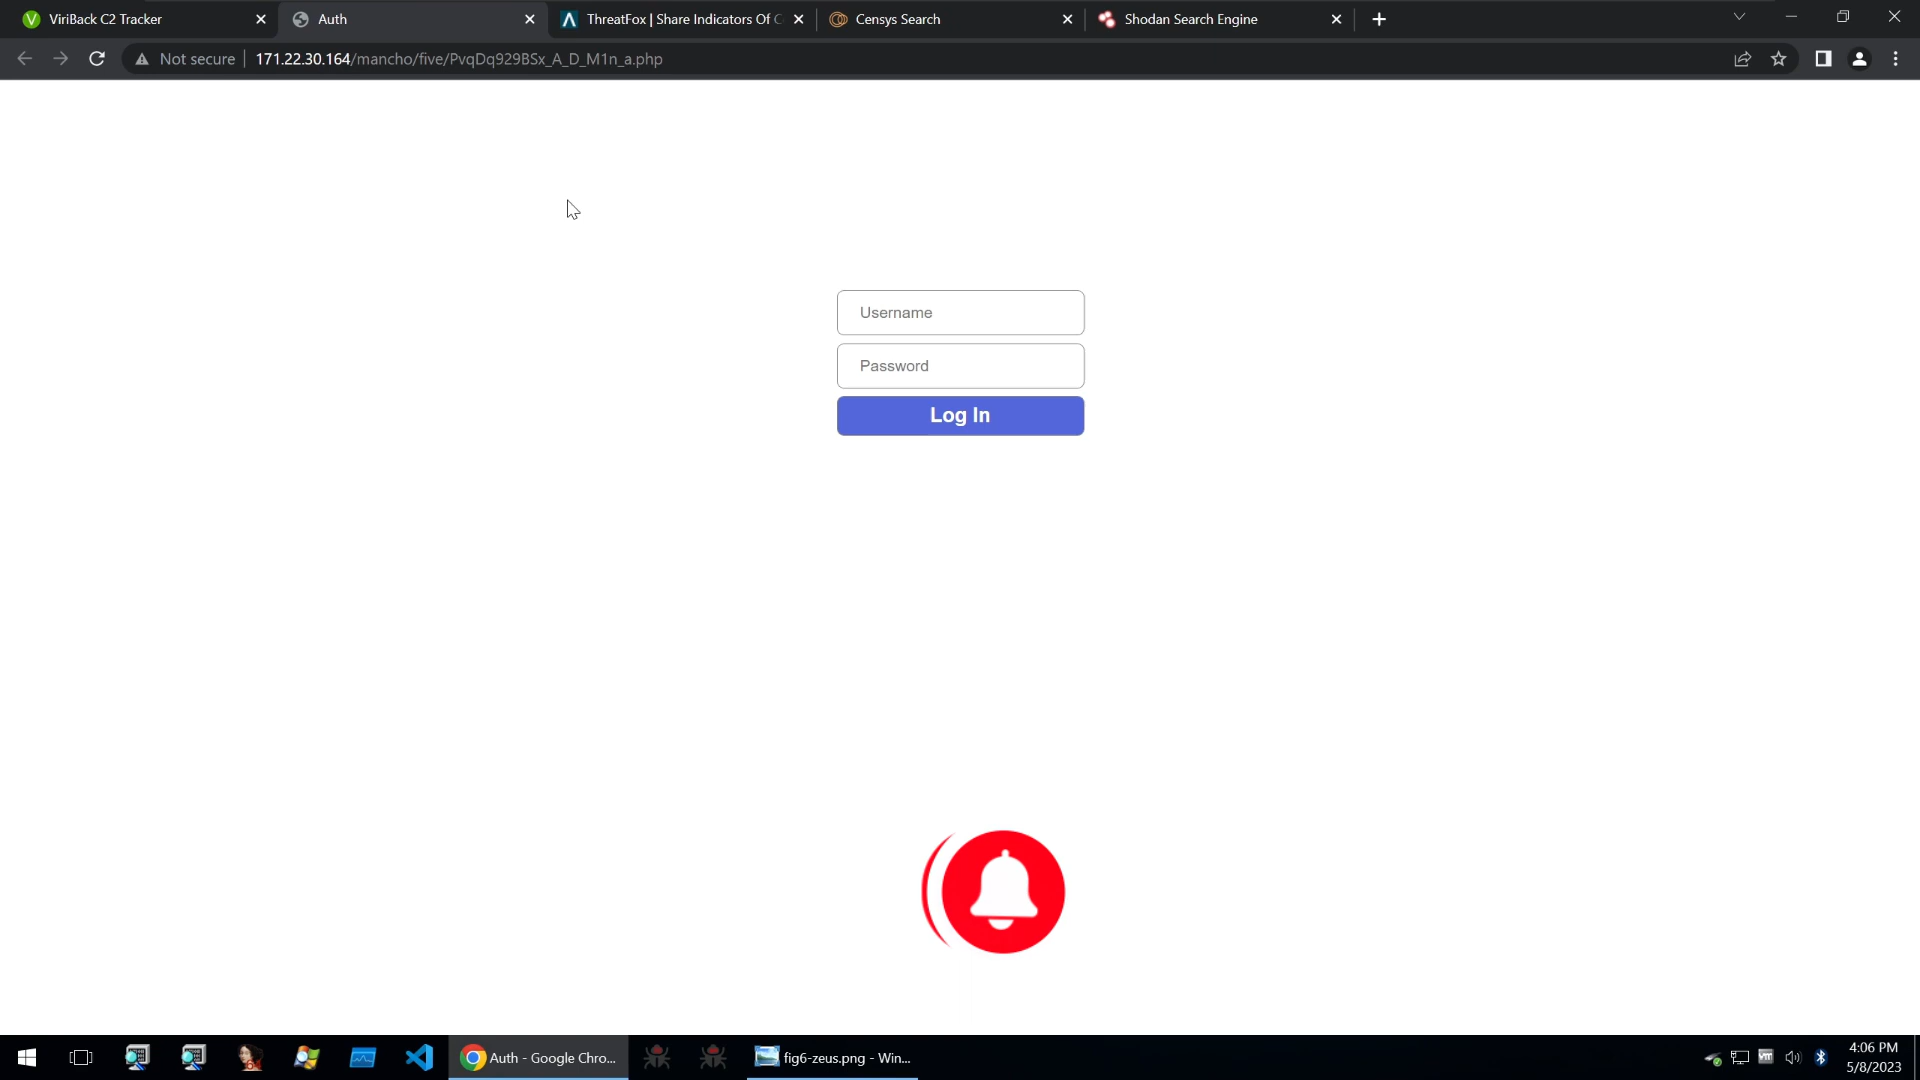 ViriBack C2 Tracker
Auth
ThreatFox | Share Indicators Of C
Censys Search
Shodan Search Engine
Not secure
171.22.30.164/mancho/five/PvqDq929BSx_A_D_M1n_a.php
Username
Password
Log In
Auth - Google Chro...
fig6-zeus.png - Win...
4:06 PM
5/8/2023